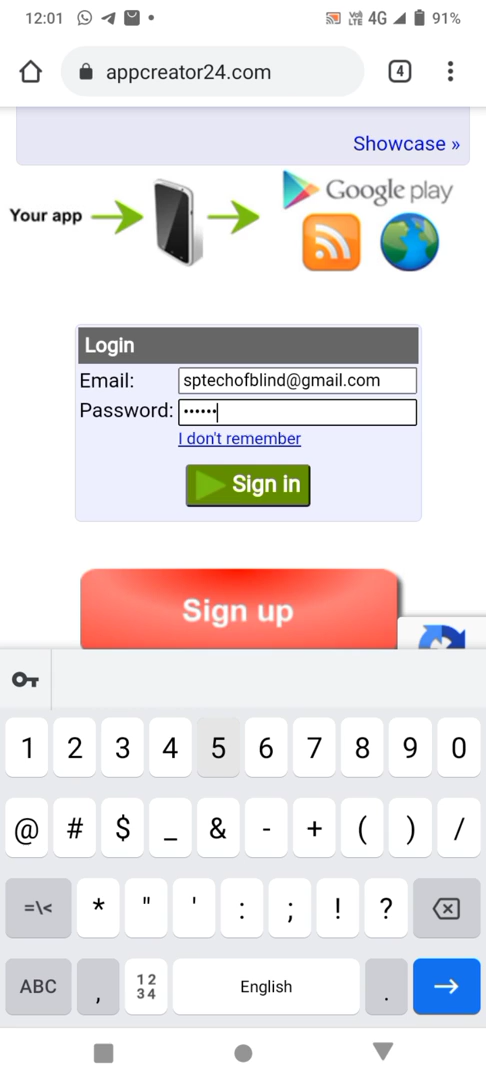 12:01 Vo) LTE 4G 91%
appcreator24.com 4
Showcase »
Your app Google play
Login
Email: sptechofblind@gmail.com
Password: ••••••
I don't remember
Sign in
Sign up
1 2 3 4 5 6 7 8 9 0
@ # $ _ & - + ( ) /
=\< * " ' : ; ! ?
ABC , 12 34 English .